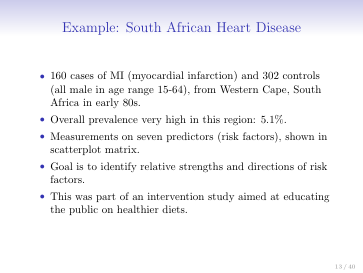 Example: South African Heart Disease
• 160 cases of MI (myocardial infarction) and 302 controls
(all male in age range 15-64), from Western Cape, South
Africa in early 80s.
• Overall prevalence very high in this region: 5.1%.
• Measurements on seven predictors (risk factors), shown in
scatterplot matrix.
• Goal is to identify relative strengths and directions of risk
factors.
• This was part of an intervention study aimed at educating
the public on healthier diets.
13 / 40